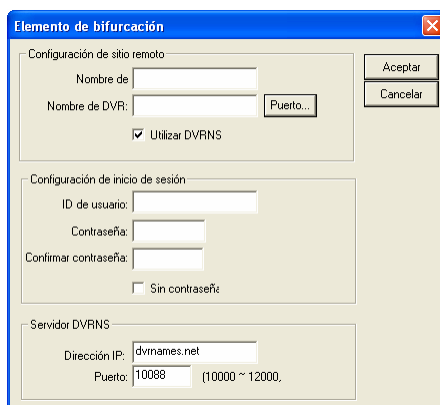 Elemento de bifurcación
Configuración de sitio remoto
Nombre de
Nombre de DVR:
Puerto...
Utilizar DVRNS
Aceptar
Cancelar
Configuración de inicio de sesión
ID de usuario:
Contraseña:
Confirmar contraseña:
Sin contraseña
Servidor DVRNS
Dirección IP: dvrnames.net
Puerto: 10088 (10000 ~ 12000,